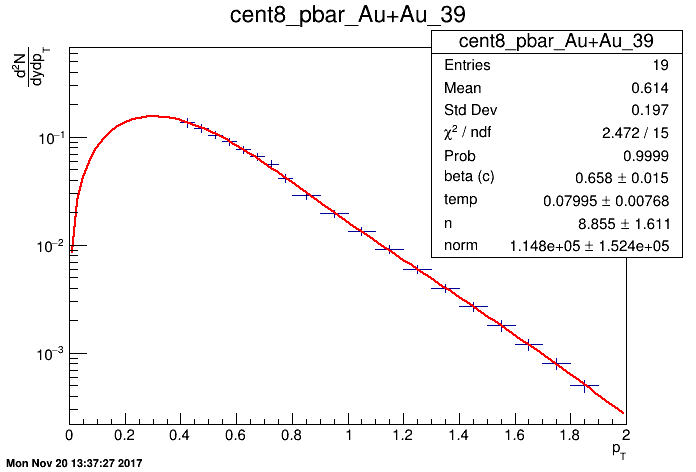 cent8_pbar_Au+Au_39
d²N
dydp_T
cent8_pbar_Au+Au_39
Entries 19
Mean 0.614
Std Dev 0.197
χ² / ndf 2.472 / 15
Prob 0.9999
beta (c) 0.658 ± 0.015
temp 0.07995 ± 0.00768
n 8.855 ± 1.611
norm 1.148e+05 ± 1.524e+05
10⁻¹
10⁻²
10⁻³
0 0.2 0.4 0.6 0.8 1 1.2 1.4 1.6 1.8 2
p_T
Mon Nov 20 13:37:27 2017